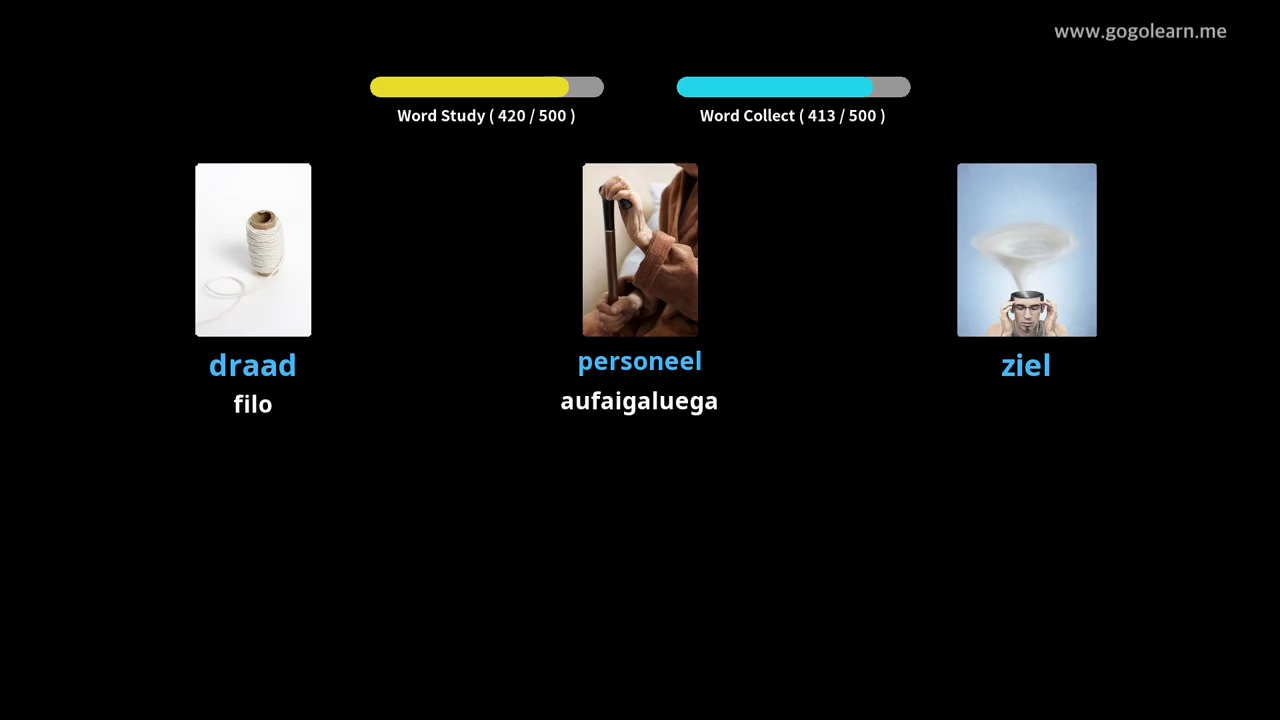 www.gogolearn.me
Word Study ( 420 / 500 )
Word Collect ( 413 / 500 )
draad
filo
personeel
aufaigaluega
ziel